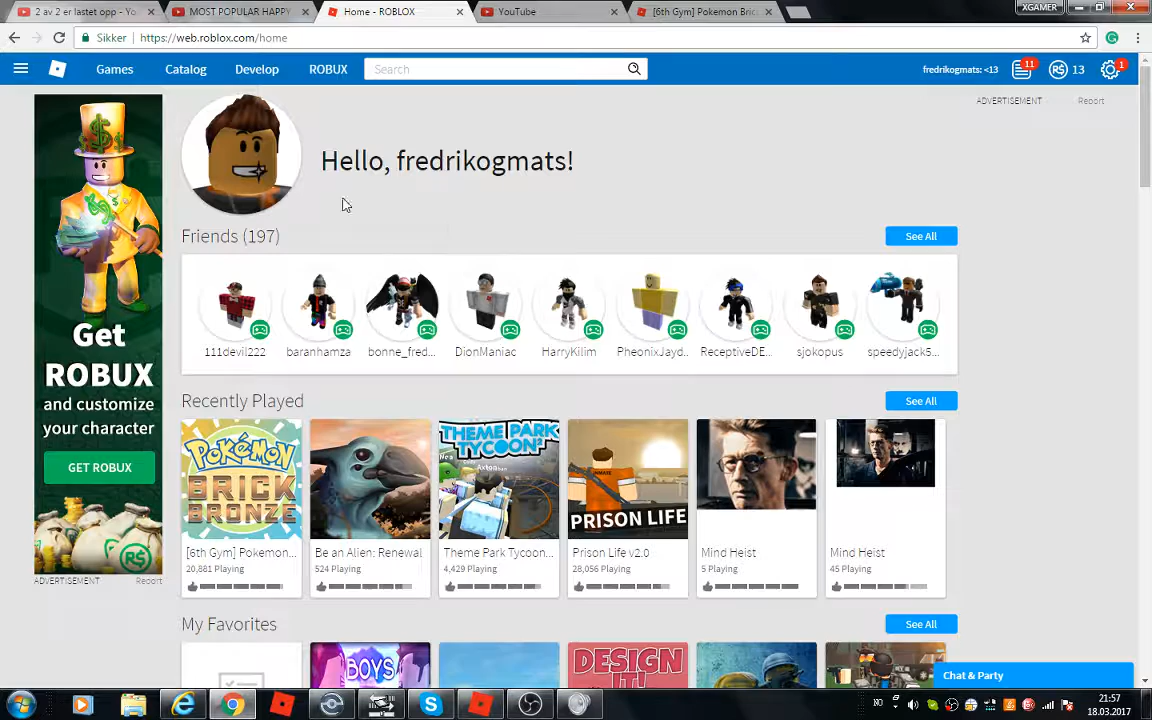 2 av 2 er lastet opp - Yo
MOST POPULAR HAPPY
Home - ROBLOX
YouTube
[6th Gym] Pokemon Bric
XGAMER
Sikker
https://web.roblox.com/home
Games
Catalog
Develop
ROBUX
Search
fredrikogmats: <13
11
13
1
ADVERTISEMENT
Report
Hello, fredrikogmats!
Get
ROBUX
and customize
your character
GET ROBUX
ADVERTISEMENT
Report
Friends (197)
See All
111devil222
baranhamza
bonne_fred...
DionManiac
HarryKilim
PheonixJayd...
ReceptiveDE...
sjokopus
speedyjack5...
Recently Played
See All
POKéMON
BRICK
BRONZE
THEME PARK
TYCOON 2
Axton
PRISON LIFE
[6th Gym] Pokemon...
20,881 Playing
Be an Alien: Renewal
524 Playing
Theme Park Tycoon...
4,429 Playing
Prison Life v2.0
28,056 Playing
Mind Heist
5 Playing
Mind Heist
45 Playing
My Favorites
See All
BOYS
DESIGN
IT!
Chat & Party
NO
21:57
18.03.2017